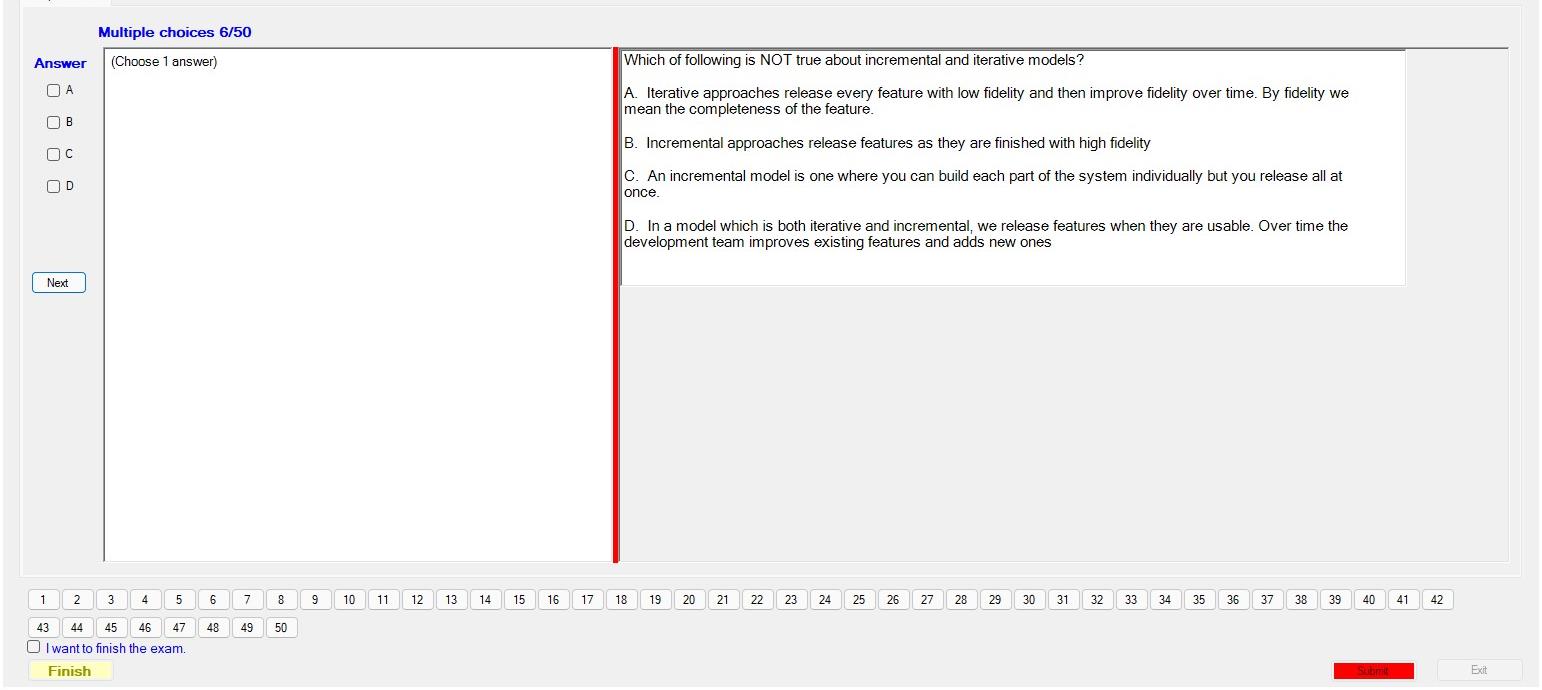 Multiple choices 6/50
Answer
(Choose 1 answer)
A
B
C
D
Next
Which of following is NOT true about incremental and iterative models?
A. Iterative approaches release every feature with low fidelity and then improve fidelity over time. By fidelity we
mean the completeness of the feature.
B. Incremental approaches release features as they are finished with high fidelity
C. An incremental model is one where you can build each part of the system individually but you release all at
once.
D. In a model which is both iterative and incremental, we release features when they are usable. Over time the
development team improves existing features and adds new ones
1 2 3 4 5 6 7 8 9 10 11 12 13 14 15 16 17 18 19 20 21 22 23 24 25 26 27 28 29 30 31 32 33 34 35 36 37 38 39 40 41 42
43 44 45 46 47 48 49 50
I want to finish the exam.
Finish
Submit
Exit